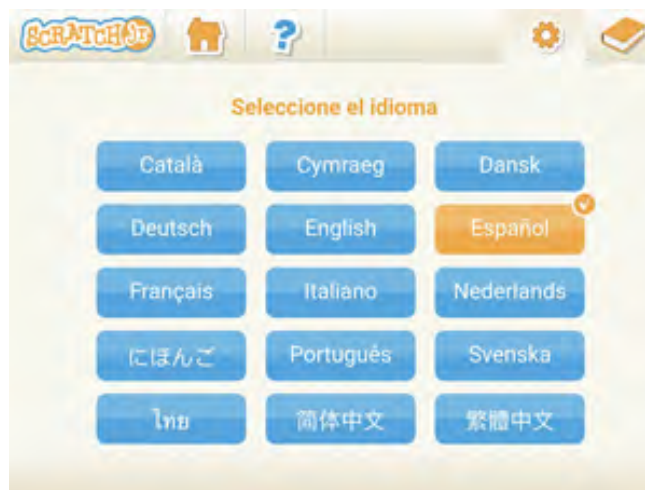 SCRATCHJR ?
Seleccione el idioma
Català Cymraeg Dansk
Deutsch English Español
Français Italiano Nederlands
にほんご Português Svenska
ไทย 简体中文 繁體中文